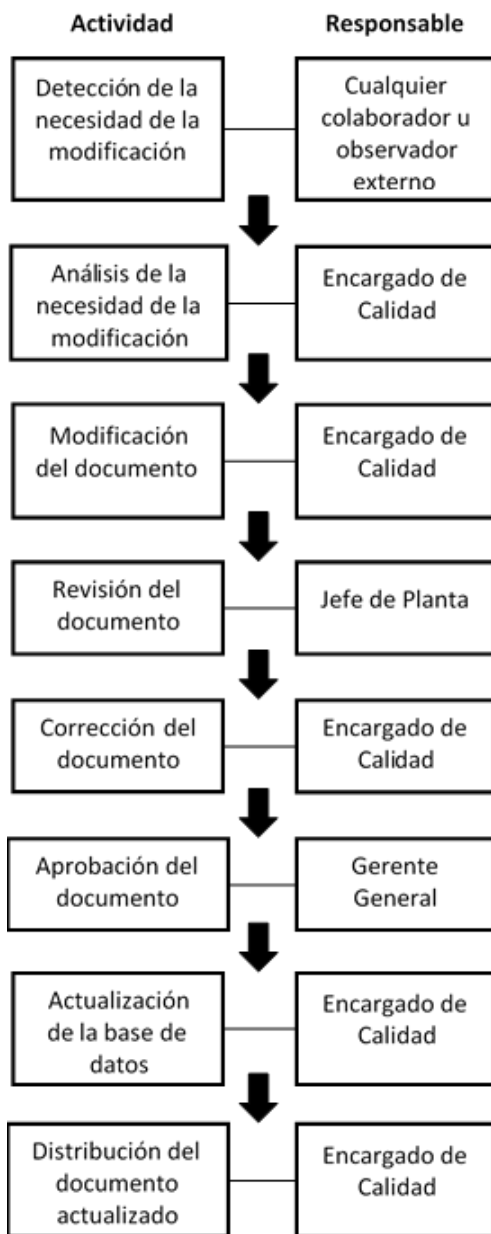 Actividad
Responsable
Detección de la
necesidad de la
modificación
Cualquier
colaborador u
observador
externo
Análisis de la
necesidad de la
modificación
Encargado de
Calidad
Modificación
del documento
Encargado de
Calidad
Revisión del
documento
Jefe de Planta
Corrección del
documento
Encargado de
Calidad
Aprobación del
documento
Gerente
General
Actualización
de la base de
datos
Encargado de
Calidad
Distribución del
documento
actualizado
Encargado de
Calidad